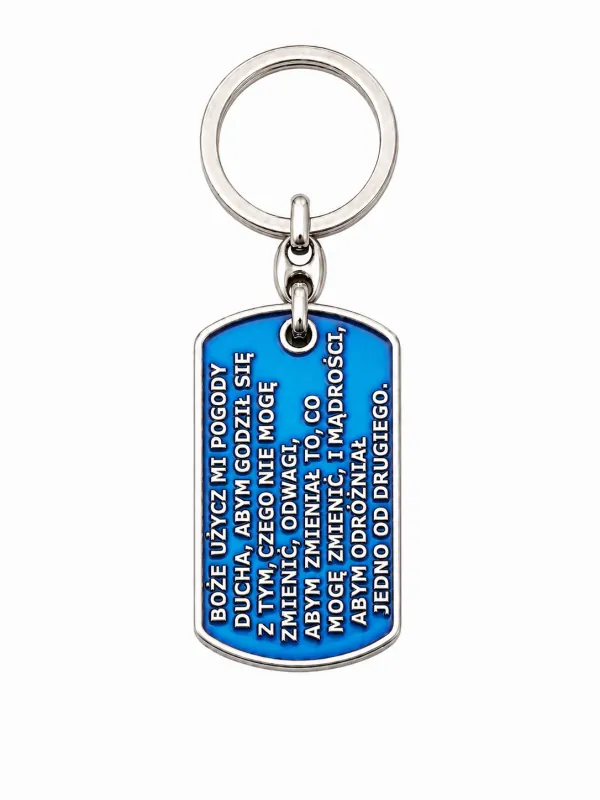 BOŻE UŻYCZ MI POGODY
DUCHA, ABYM GODZIŁ SIĘ
Z TYM, CZEGO NIE MOGĘ
ZMIENIĆ, ODWAGI,
ABYM ZMIENIAŁ TO, CO
MOGĘ ZMIENIĆ, I MĄDROŚCI,
ABYM ODRÓŻNIAŁ
JEDNO OD DRUGIEGO.